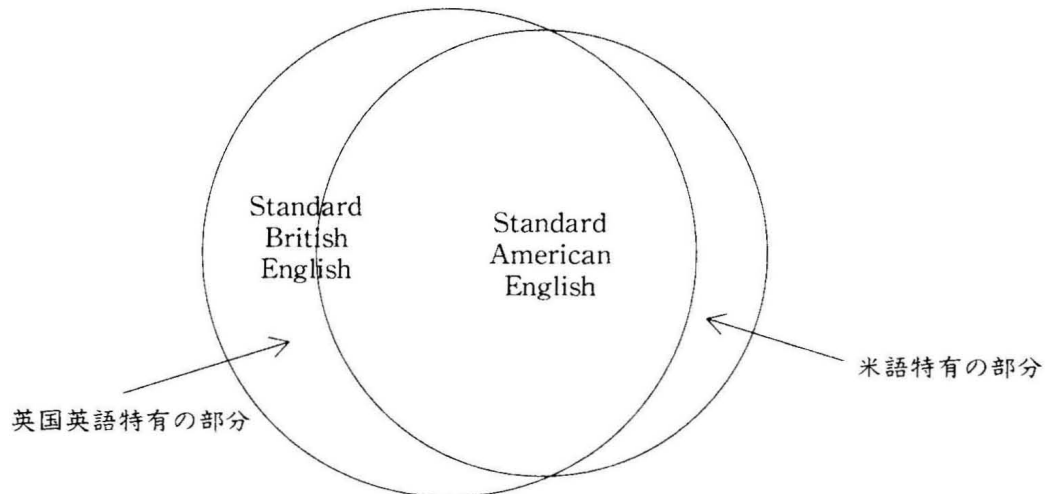 Standard
British
English
Standard
American
English
米語特有の部分
英国英語特有の部分